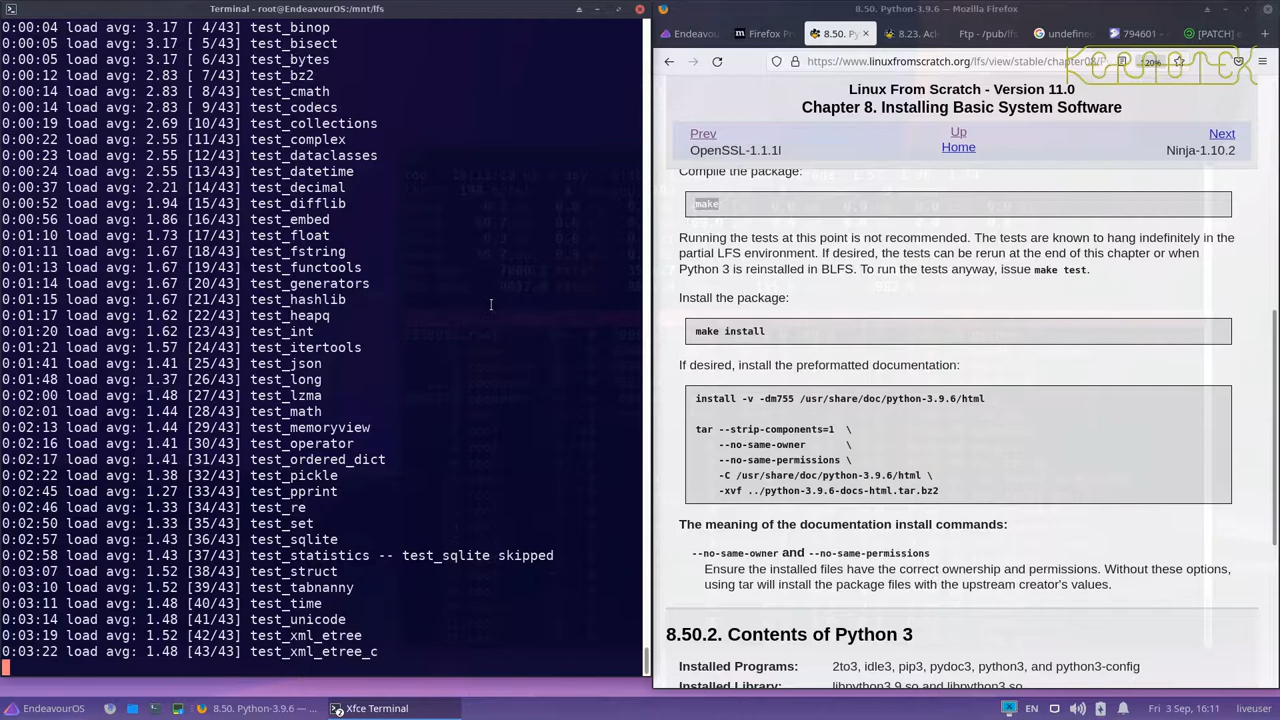 Terminal - root@EndeavourOS:/mnt/lfs
0:00:04 load avg: 3.17 [ 4/43] test_binop
0:00:05 load avg: 3.17 [ 5/43] test_bisect
0:00:05 load avg: 3.17 [ 6/43] test_bytes
0:00:12 load avg: 2.83 [ 7/43] test_bz2
0:00:14 load avg: 2.83 [ 8/43] test_cmath
0:00:14 load avg: 2.83 [ 9/43] test_codecs
0:00:19 load avg: 2.69 [10/43] test_collections
0:00:22 load avg: 2.55 [11/43] test_complex
0:00:23 load avg: 2.55 [12/43] test_dataclasses
0:00:24 load avg: 2.55 [13/43] test_datetime
0:00:37 load avg: 2.21 [14/43] test_decimal
0:00:52 load avg: 1.94 [15/43] test_difflib
0:00:56 load avg: 1.86 [16/43] test_embed
0:01:10 load avg: 1.73 [17/43] test_float
0:01:11 load avg: 1.67 [18/43] test_fstring
0:01:13 load avg: 1.67 [19/43] test_functools
0:01:14 load avg: 1.67 [20/43] test_generators
0:01:15 load avg: 1.67 [21/43] test_hashlib
0:01:17 load avg: 1.62 [22/43] test_heapq
0:01:20 load avg: 1.62 [23/43] test_int
0:01:21 load avg: 1.57 [24/43] test_itertools
0:01:41 load avg: 1.41 [25/43] test_json
0:01:48 load avg: 1.37 [26/43] test_long
0:02:00 load avg: 1.48 [27/43] test_lzma
0:02:01 load avg: 1.44 [28/43] test_math
0:02:13 load avg: 1.44 [29/43] test_memoryview
0:02:16 load avg: 1.41 [30/43] test_operator
0:02:17 load avg: 1.41 [31/43] test_ordered_dict
0:02:22 load avg: 1.38 [32/43] test_pickle
0:02:45 load avg: 1.27 [33/43] test_pprint
0:02:46 load avg: 1.33 [34/43] test_re
0:02:50 load avg: 1.33 [35/43] test_set
0:02:57 load avg: 1.43 [36/43] test_sqlite
0:02:58 load avg: 1.43 [37/43] test_statistics -- test_sqlite skipped
0:03:07 load avg: 1.52 [38/43] test_struct
0:03:10 load avg: 1.52 [39/43] test_tabnanny
0:03:11 load avg: 1.48 [40/43] test_time
0:03:14 load avg: 1.48 [41/43] test_unicode
0:03:19 load avg: 1.52 [42/43] test_xml_etree
0:03:22 load avg: 1.48 [43/43] test_xml_etree_c
8.50. Python-3.9.6 — Mozilla Firefox
Endeavour
Firefox Pr
8.50. Py
8.23. Ac
Ftp - /pub/lfs
undefined
794601 -
[PATCH] e
https://www.linuxfromscratch.org/lfs/view/stable/chapter08/
120%
Linux From Scratch - Version 11.0
Chapter 8. Installing Basic System Software
Prev
Up
Next
OpenSSL-1.1.1l
Home
Ninja-1.10.2
Compile the package:
make
Running the tests at this point is not recommended. The tests are known to hang indefinitely in the
partial LFS environment. If desired, the tests can be rerun at the end of this chapter or when
Python 3 is reinstalled in BLFS. To run the tests anyway, issue make test.
Install the package:
make install
If desired, install the preformatted documentation:
install -v -dm755 /usr/share/doc/python-3.9.6/html
tar --strip-components=1 \
--no-same-owner \
--no-same-permissions \
-C /usr/share/doc/python-3.9.6/html \
-xvf ../python-3.9.6-docs-html.tar.bz2
The meaning of the documentation install commands:
--no-same-owner and --no-same-permissions
Ensure the installed files have the correct ownership and permissions. Without these options,
using tar will install the package files with the upstream creator's values.
8.50.2. Contents of Python 3
Installed Programs: 2to3, idle3, pip3, pydoc3, python3, and python3-config
Installed Library: libpython3.9.so and libpython3.so
EndeavourOS
8.50. Python-3.9.6 — ...
Xfce Terminal
EN
Fri 3 Sep, 16:11
liveuser